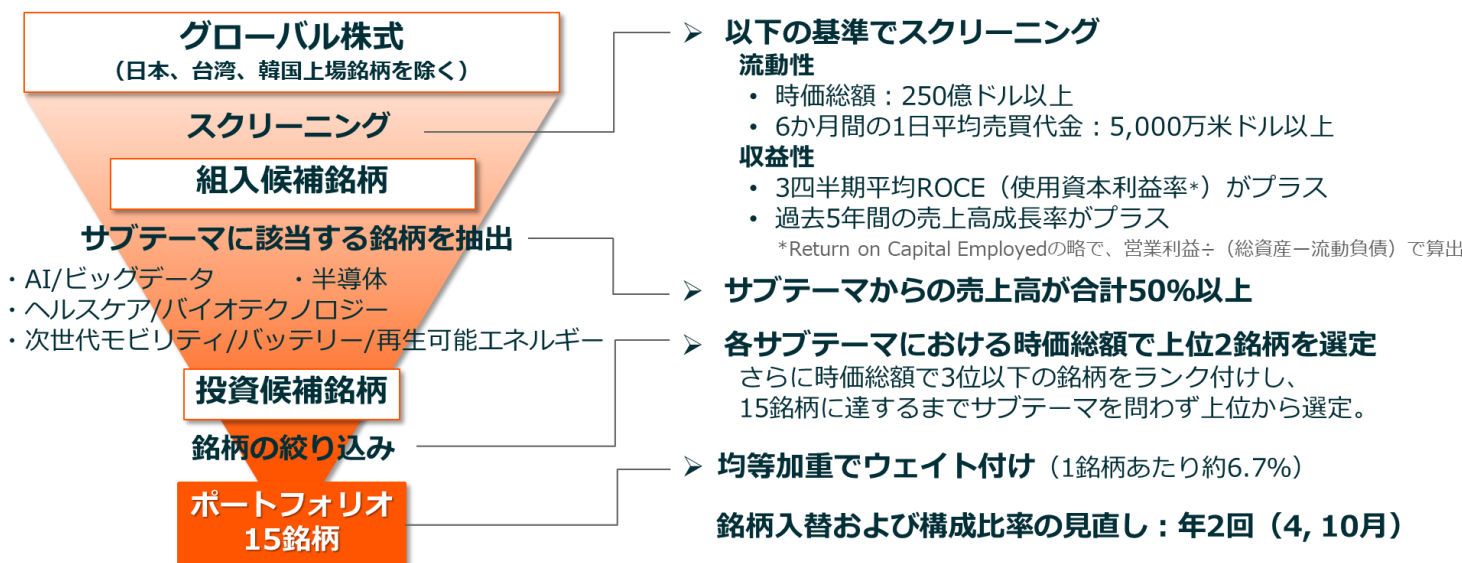 グローバル株式
（日本、台湾、韓国上場銘柄を除く）
スクリーニング
組入候補銘柄
サブテーマに該当する銘柄を抽出
・AI/ビッグデータ　・半導体
・ヘルスケア/バイオテクノロジー
・次世代モビリティ/バッテリー/再生可能エネルギー
投資候補銘柄
銘柄の絞り込み
ポートフォリオ
15銘柄
➢ 以下の基準でスクリーニング
流動性
• 時価総額：250億ドル以上
• 6か月間の1日平均売買代金：5,000万米ドル以上
収益性
• 3四半期平均ROCE（使用資本利益率*）がプラス
• 過去5年間の売上高成長率がプラス
*Return on Capital Employedの略で、営業利益÷（総資産ー流動負債）で算出
➢ サブテーマからの売上高が合計50%以上
➢ 各サブテーマにおける時価総額で上位2銘柄を選定
さらに時価総額で3位以下の銘柄をランク付けし、
15銘柄に達するまでサブテーマを問わず上位から選定。
➢ 均等加重でウェイト付け（1銘柄あたり約6.7%）
銘柄入替および構成比率の見直し：年2回（4, 10月）